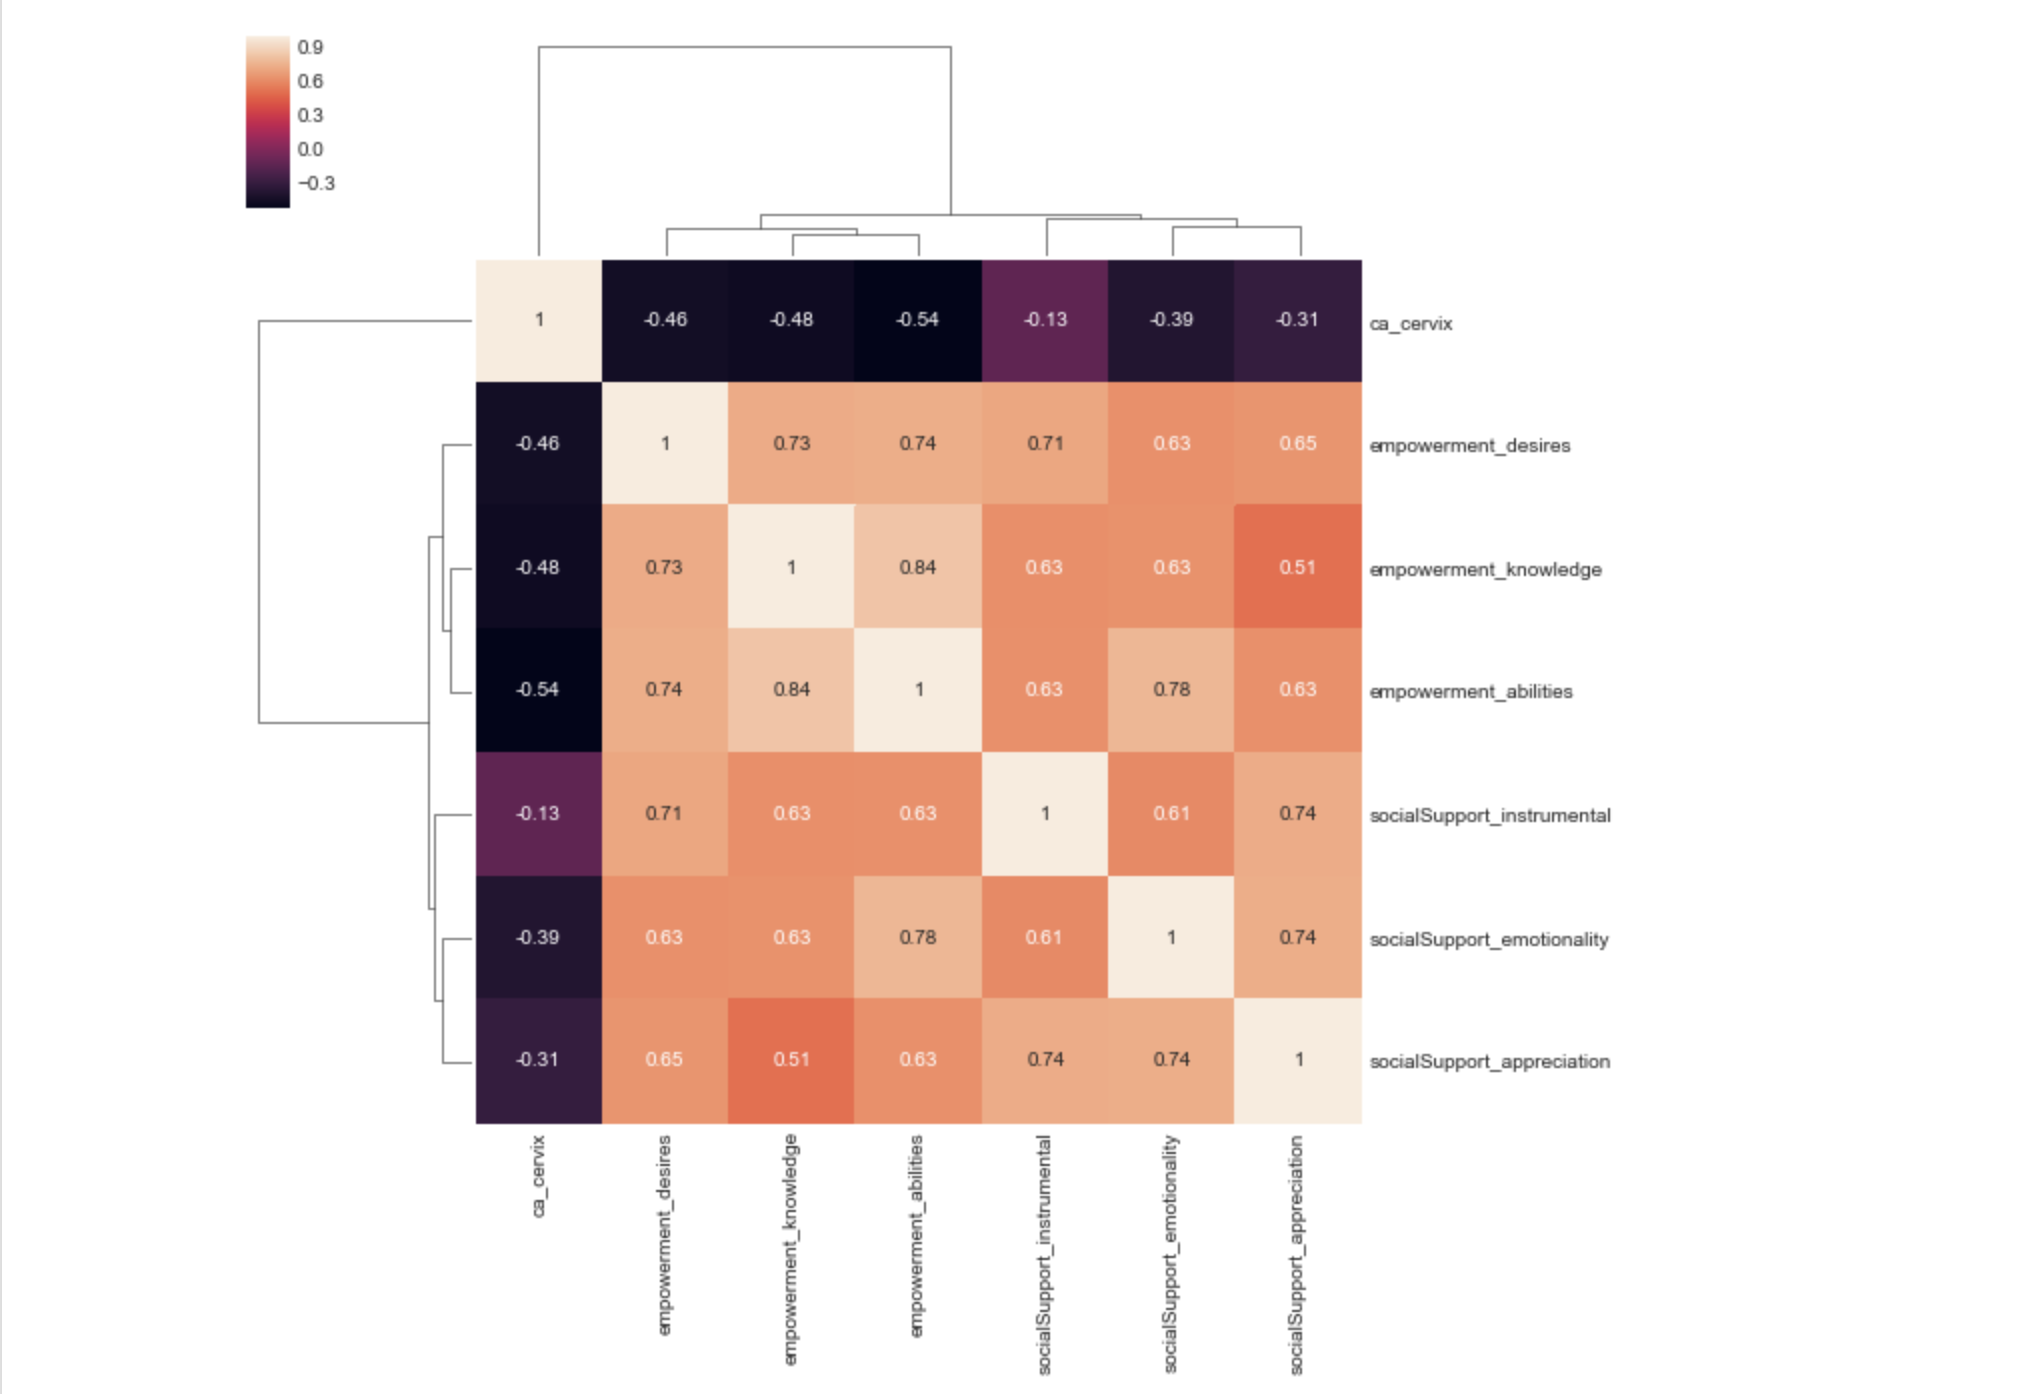 0.9
0.6
0.3
0.0
−0.3
1 -0.46 -0.48 -0.54 -0.13 -0.39 -0.31 ca_cervix
-0.46 1 0.73 0.74 0.71 0.63 0.65 empowerment_desires
-0.48 0.73 1 0.84 0.63 0.63 0.51 empowerment_knowledge
-0.54 0.74 0.84 1 0.63 0.78 0.63 empowerment_abilities
-0.13 0.71 0.63 0.63 1 0.61 0.74 socialSupport_instrumental
-0.39 0.63 0.63 0.78 0.61 1 0.74 socialSupport_emotionality
-0.31 0.65 0.51 0.63 0.74 0.74 1 socialSupport_appreciation
ca_cervix
empowerment_desires
empowerment_knowledge
empowerment_abilities
socialSupport_instrumental
socialSupport_emotionality
socialSupport_appreciation